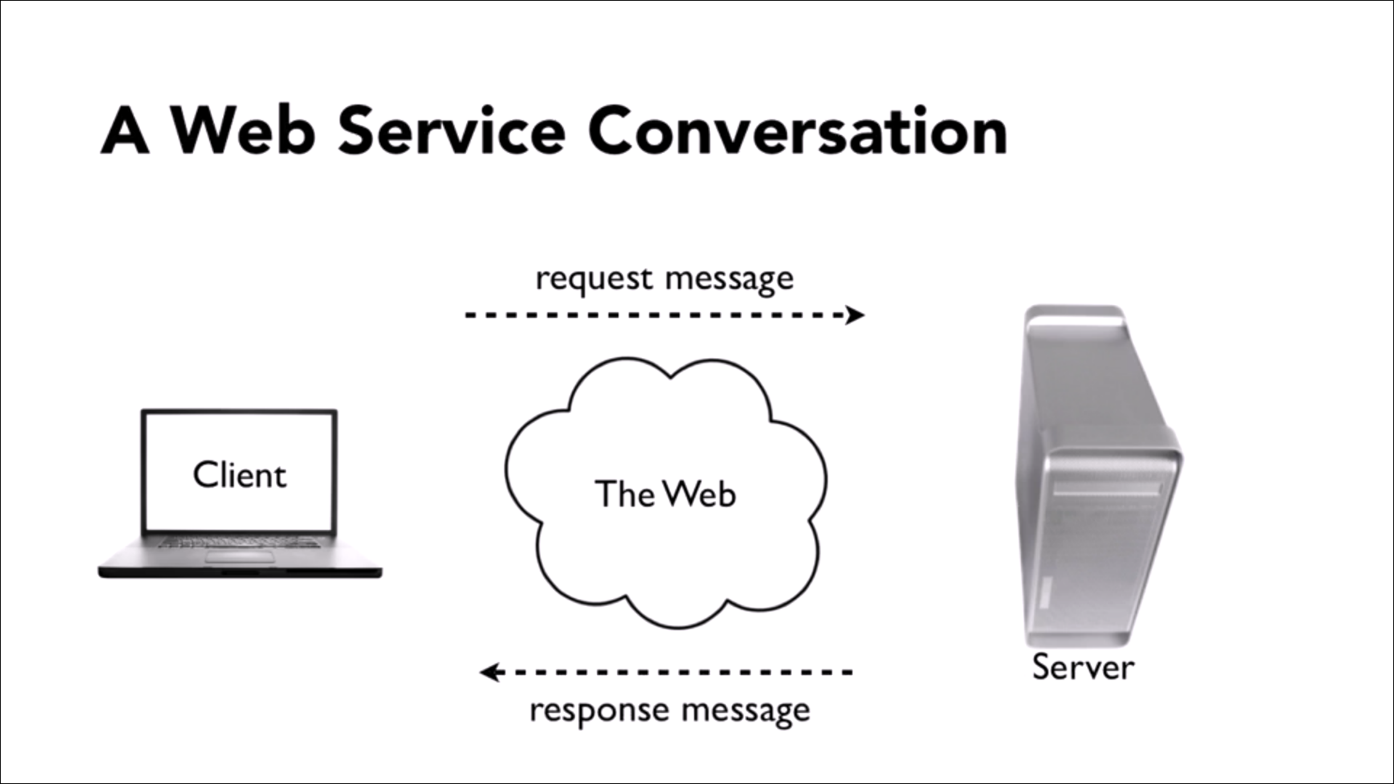 A Web Service Conversation
request message
Client
The Web
Server
response message